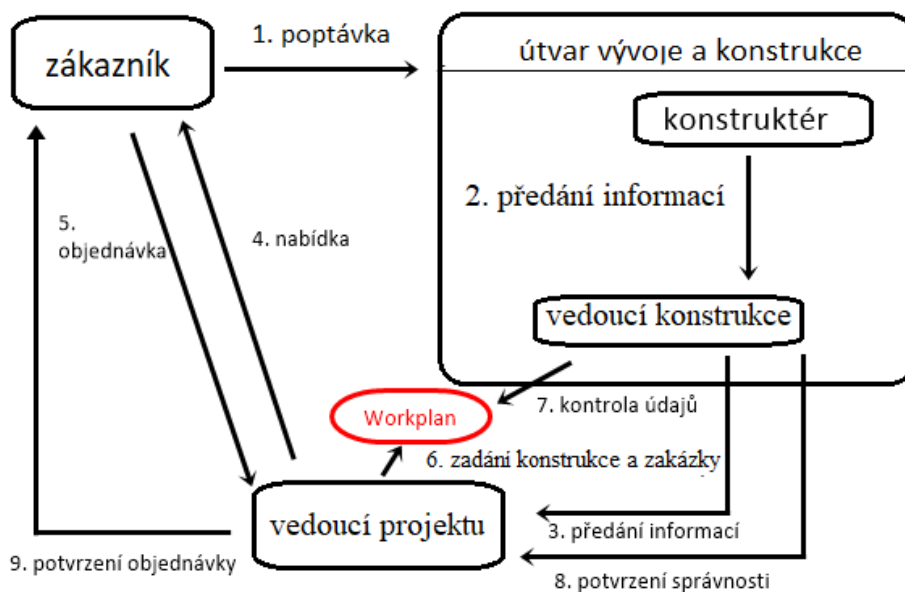 1. poptávka
zákazník
útvar vývoje a konstrukce
konstruktér
2. předání informací
5.
objednávka
4. nabídka
vedoucí konstrukce
7. kontrola údajů
Workplan
6. zadání konstrukce a zakázky
vedoucí projektu
3. předání informací
9. potvrzení objednávky
8. potvrzení správnosti